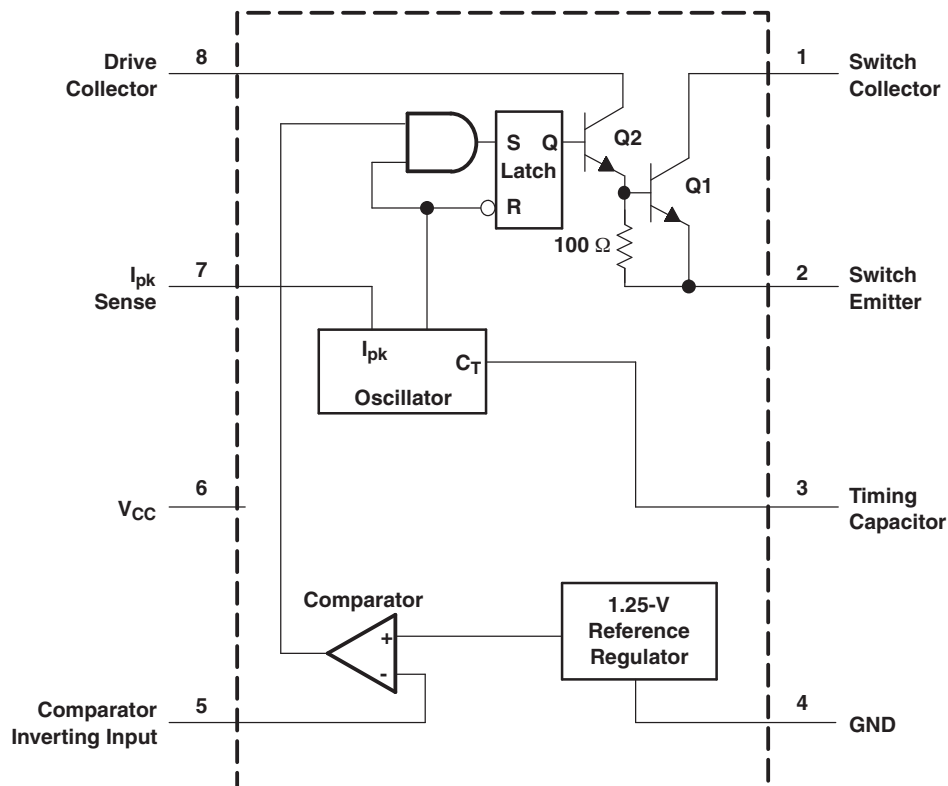 Drive
Collector
8
1
Switch
Collector
S
Q
Latch
R
Q2
Q1
100 Ω
Ipk
Sense
7
2
Switch
Emitter
Ipk
CT
Oscillator
6
VCC
3
Timing
Capacitor
Comparator
+
-
1.25-V
Reference
Regulator
Comparator
Inverting Input
5
4
GND